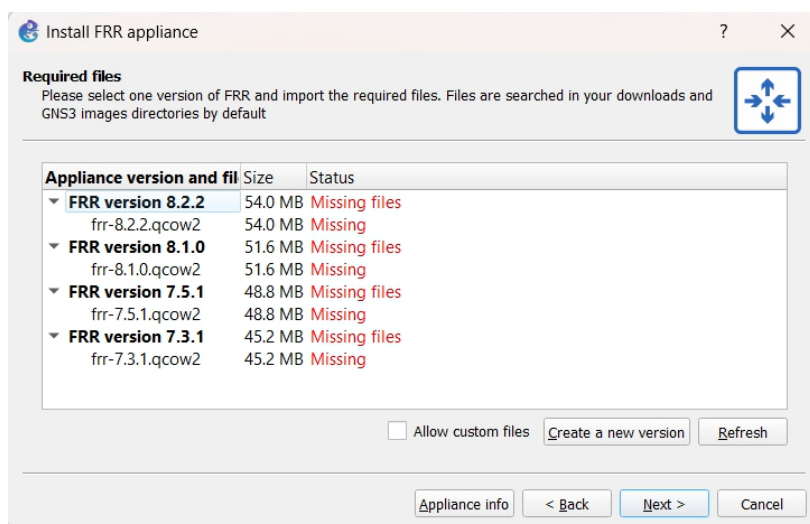 Install FRR appliance ? ×
Required files
Please select one version of FRR and import the required files. Files are searched in your downloads and
GNS3 images directories by default
Appliance version and fil Size Status
FRR version 8.2.2 54.0 MB Missing files
frr-8.2.2.qcow2 54.0 MB Missing
FRR version 8.1.0 51.6 MB Missing files
frr-8.1.0.qcow2 51.6 MB Missing
FRR version 7.5.1 48.8 MB Missing files
frr-7.5.1.qcow2 48.8 MB Missing
FRR version 7.3.1 45.2 MB Missing files
frr-7.3.1.qcow2 45.2 MB Missing
Allow custom files Create a new version Refresh
Appliance info < Back Next > Cancel